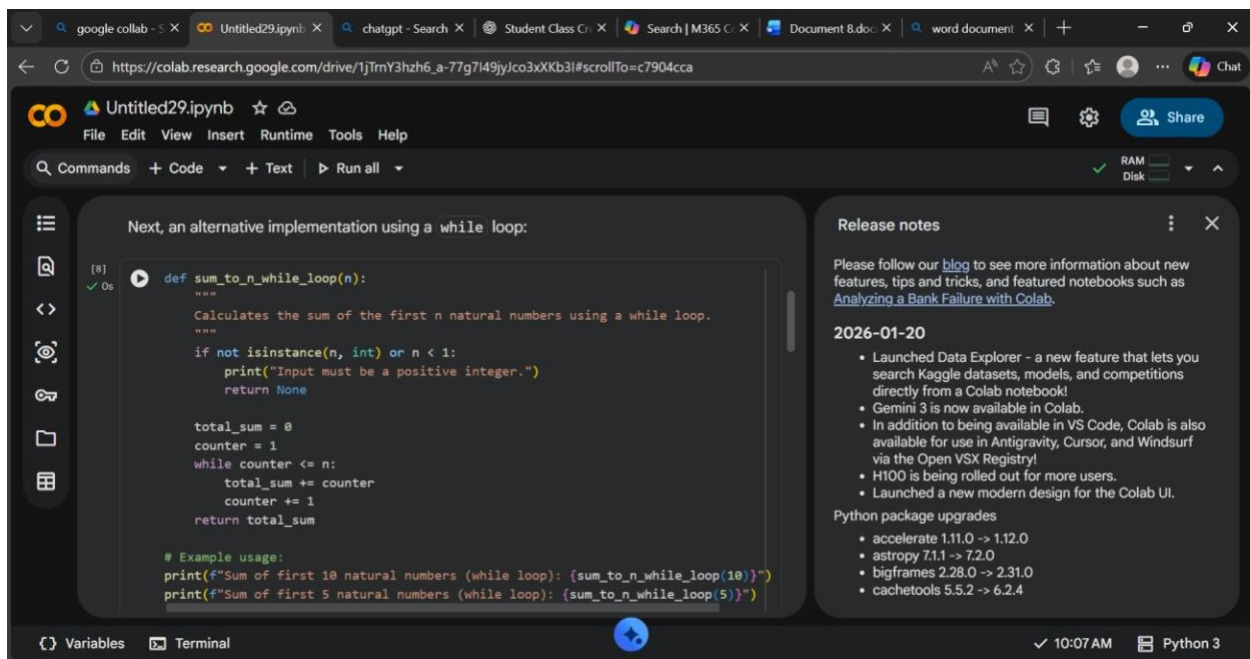 google collab - S
Untitled29.ipynb
chatgpt - Search
Student Class Cr
Search | M365 C
Document 8.doc
word document
https://colab.research.google.com/drive/1jTrnY3hzh6_a-77g7I49jyJco3xXKb3I#scrollTo=c7904cca
Chat
Untitled29.ipynb
File Edit View Insert Runtime Tools Help
Share
Commands + Code + Text Run all
RAM
Disk
Next, an alternative implementation using a while loop:
[8]
0s
def sum_to_n_while_loop(n):
"""
Calculates the sum of the first n natural numbers using a while loop.
"""
if not isinstance(n, int) or n < 1:
print("Input must be a positive integer.")
return None
total_sum = 0
counter = 1
while counter <= n:
total_sum += counter
counter += 1
return total_sum
# Example usage:
print(f"Sum of first 10 natural numbers (while loop): {sum_to_n_while_loop(10)}")
print(f"Sum of first 5 natural numbers (while loop): {sum_to_n_while_loop(5)}")
Release notes
Please follow our blog to see more information about new
features, tips and tricks, and featured notebooks such as
Analyzing a Bank Failure with Colab.
2026-01-20
• Launched Data Explorer - a new feature that lets you
search Kaggle datasets, models, and competitions
directly from a Colab notebook!
• Gemini 3 is now available in Colab.
• In addition to being available in VS Code, Colab is also
available for use in Antigravity, Cursor, and Windsurf
via the Open VSX Registry!
• H100 is being rolled out for more users.
• Launched a new modern design for the Colab UI.
Python package upgrades
• accelerate 1.11.0 -> 1.12.0
• astropy 7.1.1 -> 7.2.0
• bigframes 2.28.0 -> 2.31.0
• cachetools 5.5.2 -> 6.2.4
Variables Terminal
10:07 AM Python 3